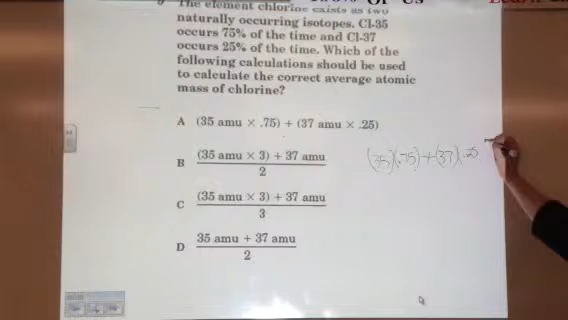 The element chlorine exists as two
naturally occurring isotopes. Cl-35
occurs 75% of the time and Cl-37
occurs 25% of the time. Which of the
following calculations should be used
to calculate the correct average atomic
mass of chlorine?
A (35 amu × .75) + (37 amu × .25)
B (35 amu × 3) + 37 amu
2
C (35 amu × 3) + 37 amu
3
D 35 amu + 37 amu
2
(35)(.75)+(37)(.25